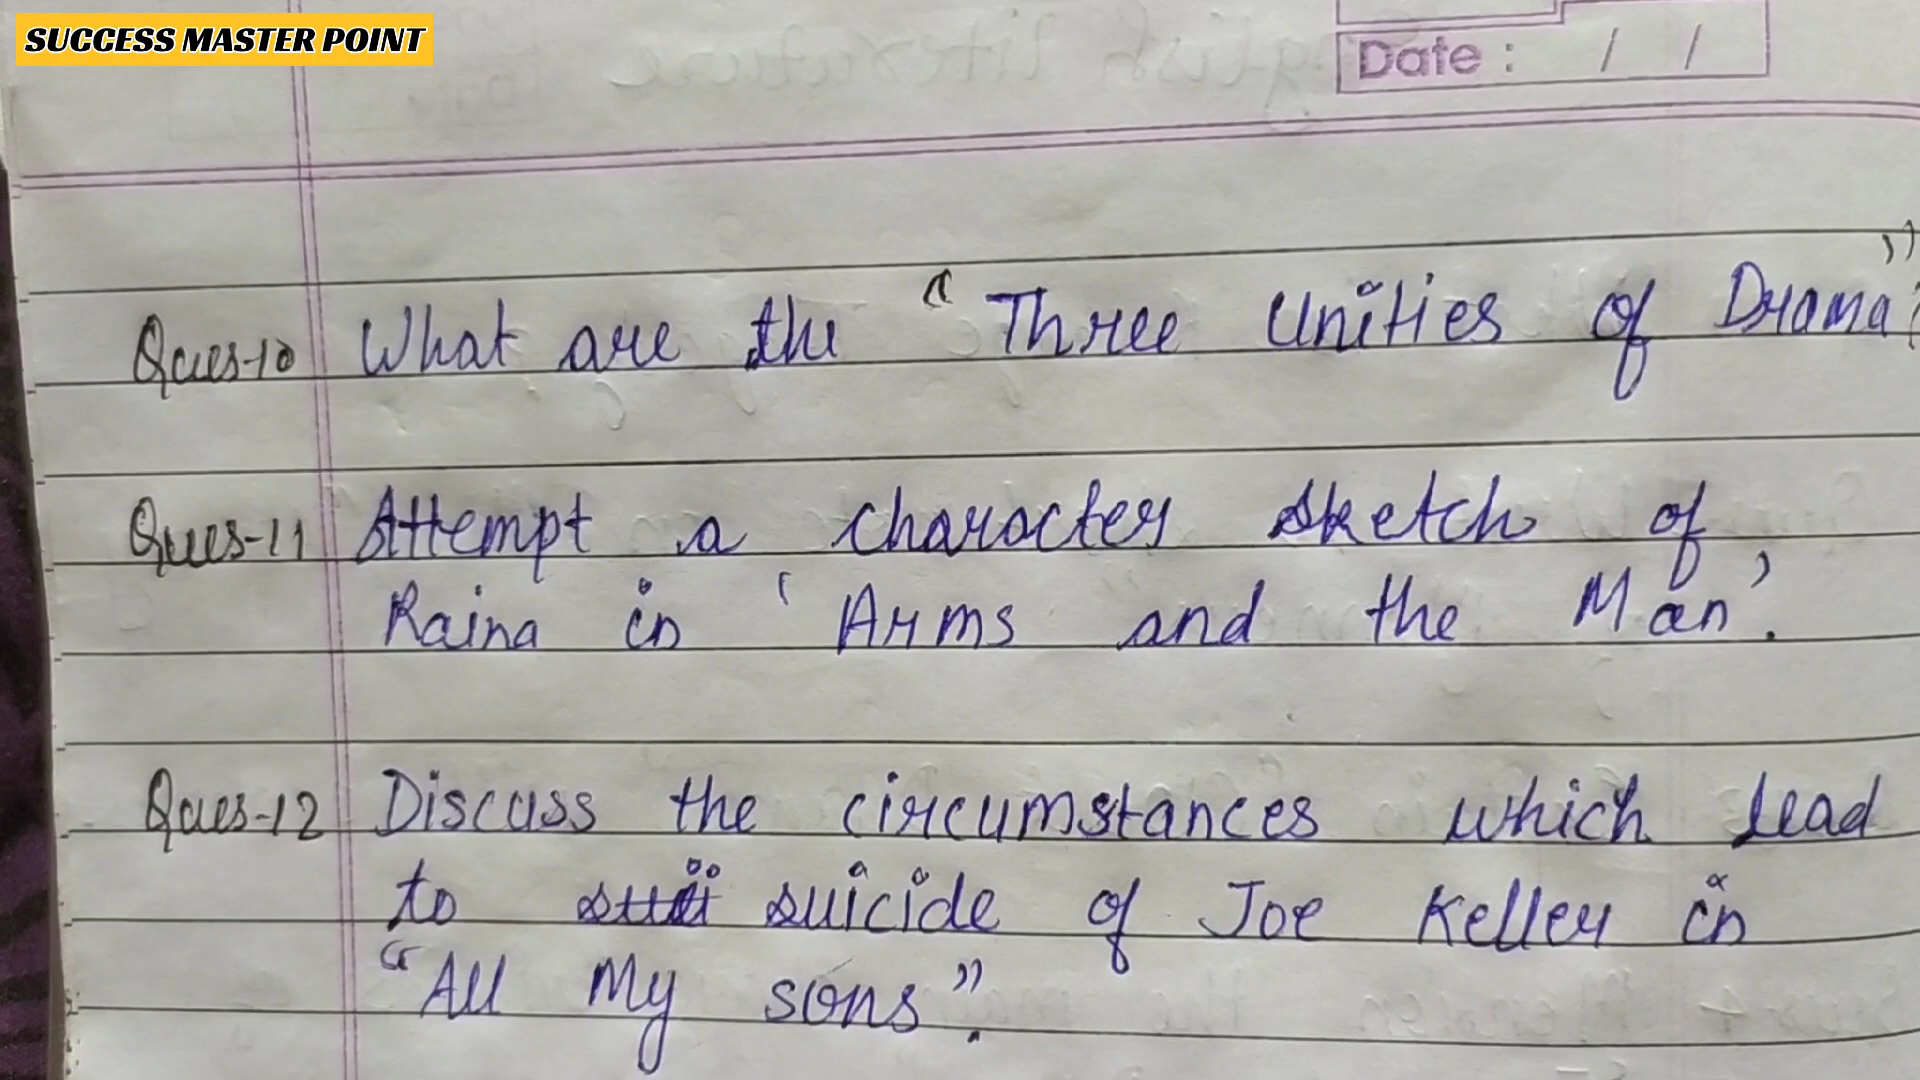 SUCCESS MASTER POINT
Date : / /
Ques-10 What are the "Three Unities of Drama"?
Ques-11 Attempt a character sketch of
Raina in 'Arms and the Man'.
Ques-12 Discuss the circumstances which lead
to suicide of Joe Keller in
"All My sons".